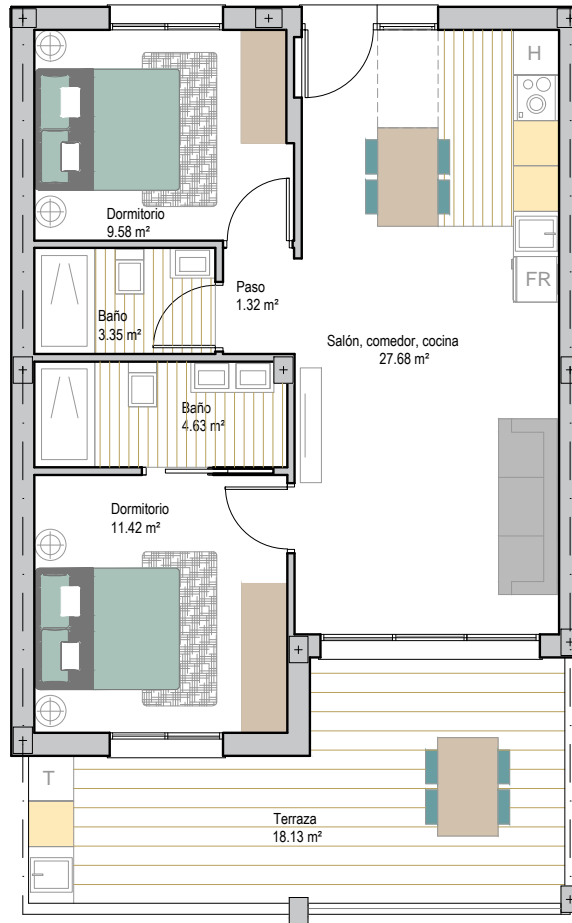 H
Dormitorio
9.58 m²
FR
Paso
1.32 m²
Baño
3.35 m²
Salón, comedor, cocina
27.68 m²
Baño
4.63 m²
Dormitorio
11.42 m²
T
Terraza
18.13 m²